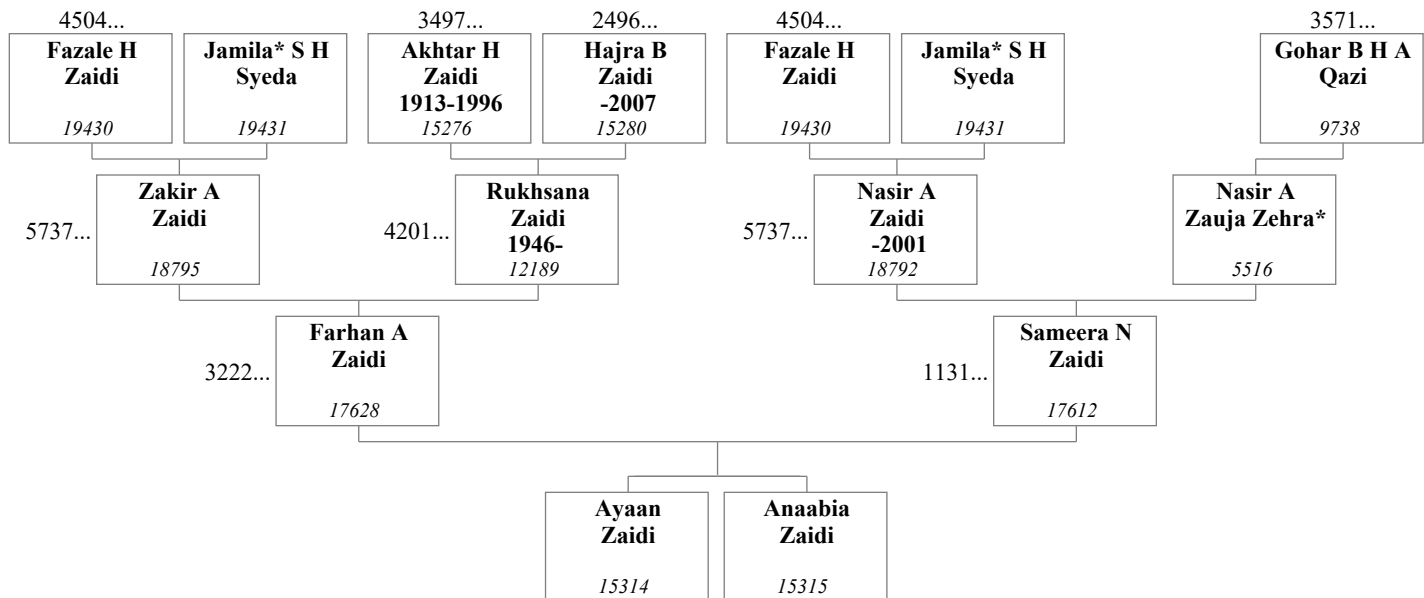 4504...
3497...
2496...
4504...
3571...
Fazale H
Zaidi
19430
Jamila* S H
Syeda
19431
Akhtar H
Zaidi
1913-1996
15276
Hajra B
Zaidi
-2007
15280
Fazale H
Zaidi
19430
Jamila* S H
Syeda
19431
Gohar B H A
Qazi
9738
5737...
Zakir A
Zaidi
18795
4201...
Rukhsana
Zaidi
1946-
12189
5737...
Nasir A
Zaidi
-2001
18792
Nasir A
Zauja Zehra*
5516
3222...
Farhan A
Zaidi
17628
1131...
Sameera N
Zaidi
17612
Ayaan
Zaidi
15314
Anaabia
Zaidi
15315